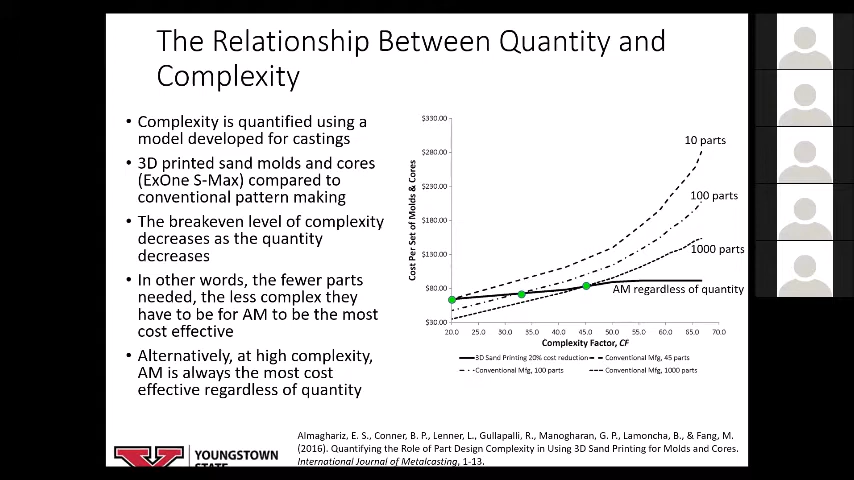 The Relationship Between Quantity and
Complexity
• Complexity is quantified using a
model developed for castings
• 3D printed sand molds and cores
(ExOne S-Max) compared to
conventional pattern making
• The breakeven level of complexity
decreases as the quantity
decreases
• In other words, the fewer parts
needed, the less complex they
have to be for AM to be the most
cost effective
• Alternatively, at high complexity,
AM is always the most cost
effective regardless of quantity
Cost Per Set of Molds & Cores
$330.00
$280.00
$230.00
$180.00
$130.00
$80.00
$30.00
10 parts
100 parts
1000 parts
AM regardless of quantity
20.0 25.0 30.0 35.0 40.0 45.0 50.0 55.0 60.0 65.0 70.0
Complexity Factor, CF
3D Sand Printing 20% cost reduction
Conventional Mfg, 45 parts
Conventional Mfg, 100 parts
Conventional Mfg, 1000 parts
Almaghariz, E. S., Conner, B. P., Lenner, L., Gullapalli, R., Manogharan, G. P., Lamoncha, B., & Fang, M.
(2016). Quantifying the Role of Part Design Complexity in Using 3D Sand Printing for Molds and Cores.
International Journal of Metalcasting, 1-13.
YOUNGSTOWN
STATE